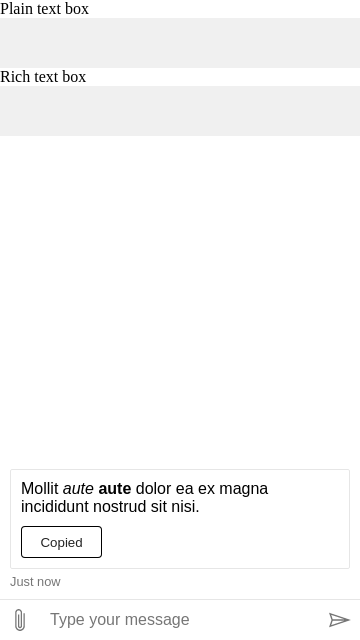 Plain text box
Rich text box
Mollit aute aute dolor ea ex magna
incididunt nostrud sit nisi.
Copied
Just now
Type your message